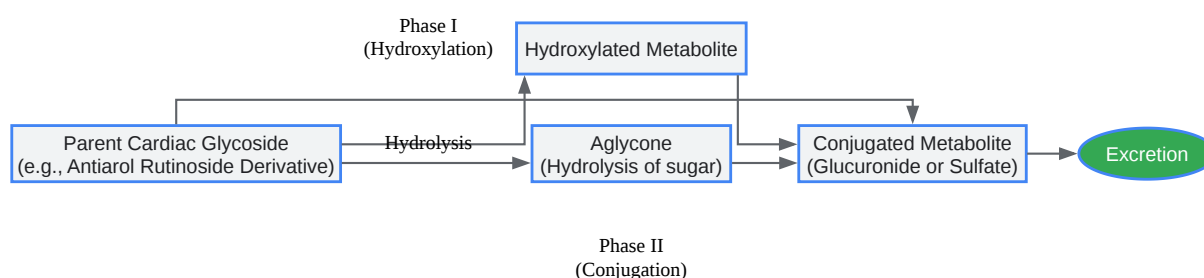 Phase I
(Hydroxylation)
Hydroxylated Metabolite
Parent Cardiac Glycoside
(e.g., Antiarol Rutinoside Derivative)
Hydrolysis
Aglycone
(Hydrolysis of sugar)
Conjugated Metabolite
(Glucuronide or Sulfate)
Excretion
Phase II
(Conjugation)